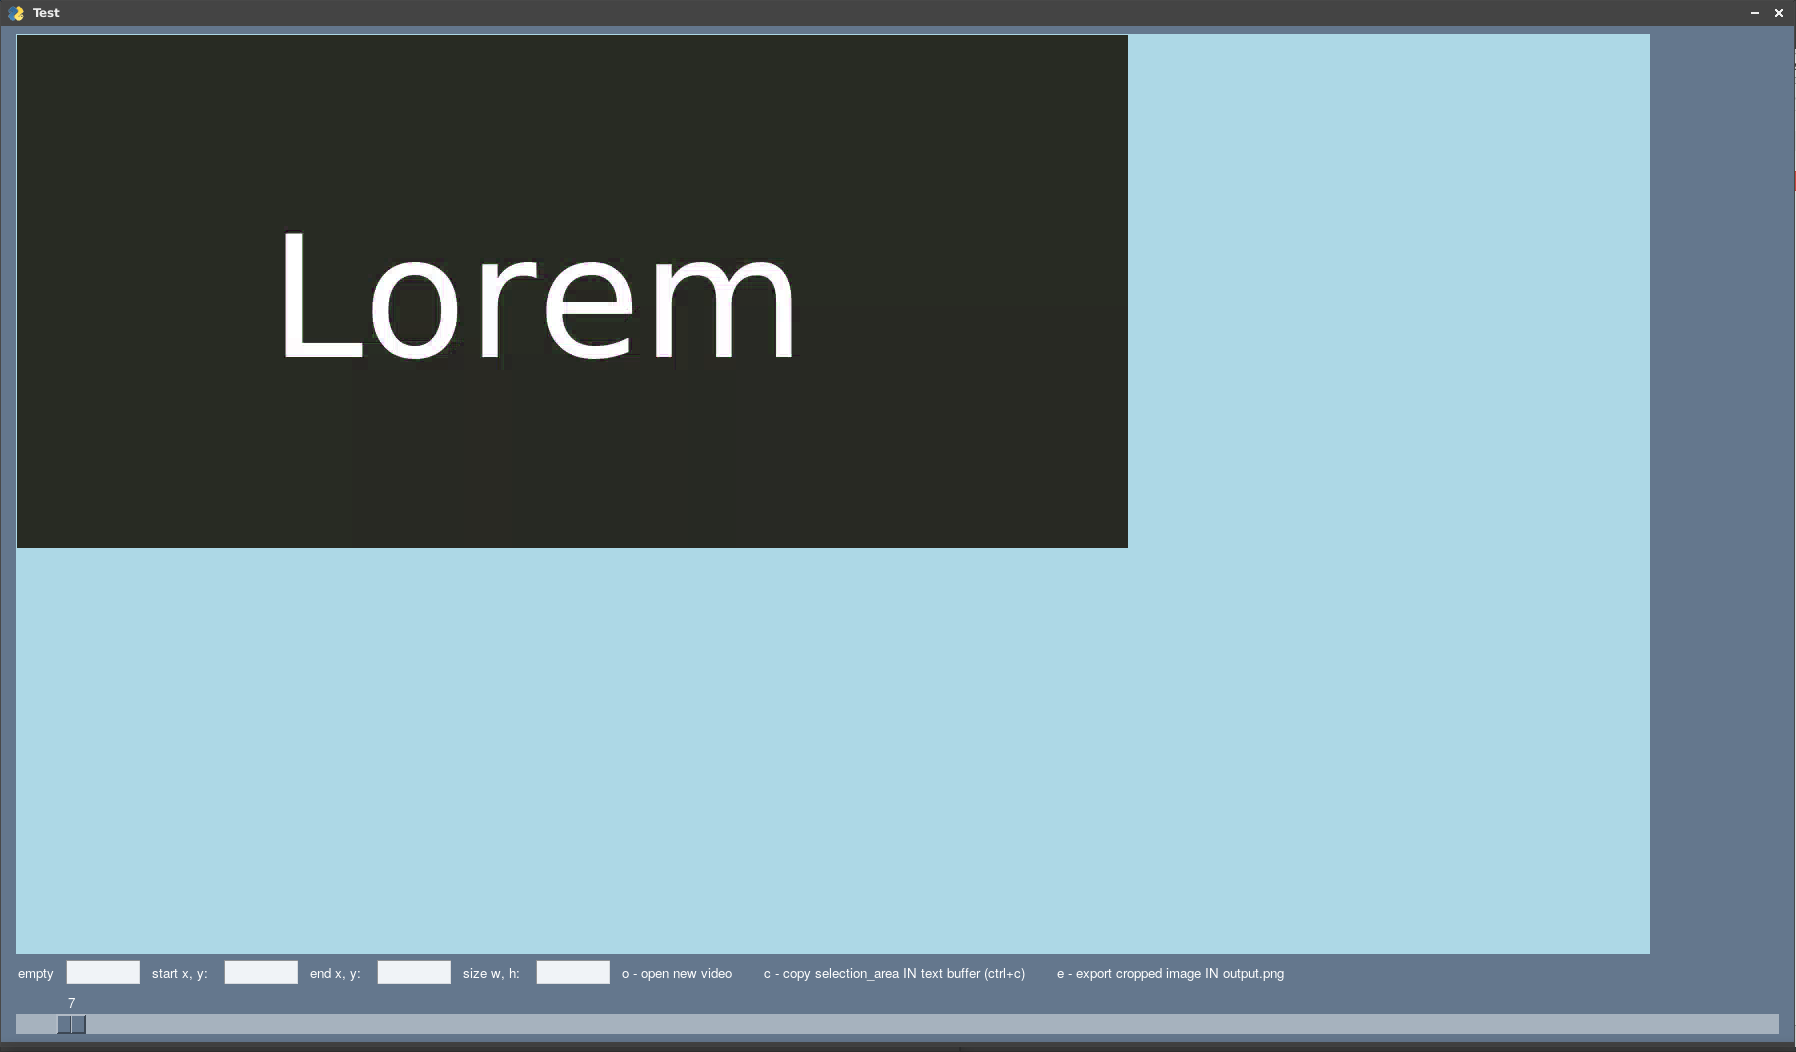 Test
Lorem
empty start x, y: end x, y: size w, h: o - open new video c - copy selection_area IN text buffer (ctrl+c) e - export cropped image IN output.png
7